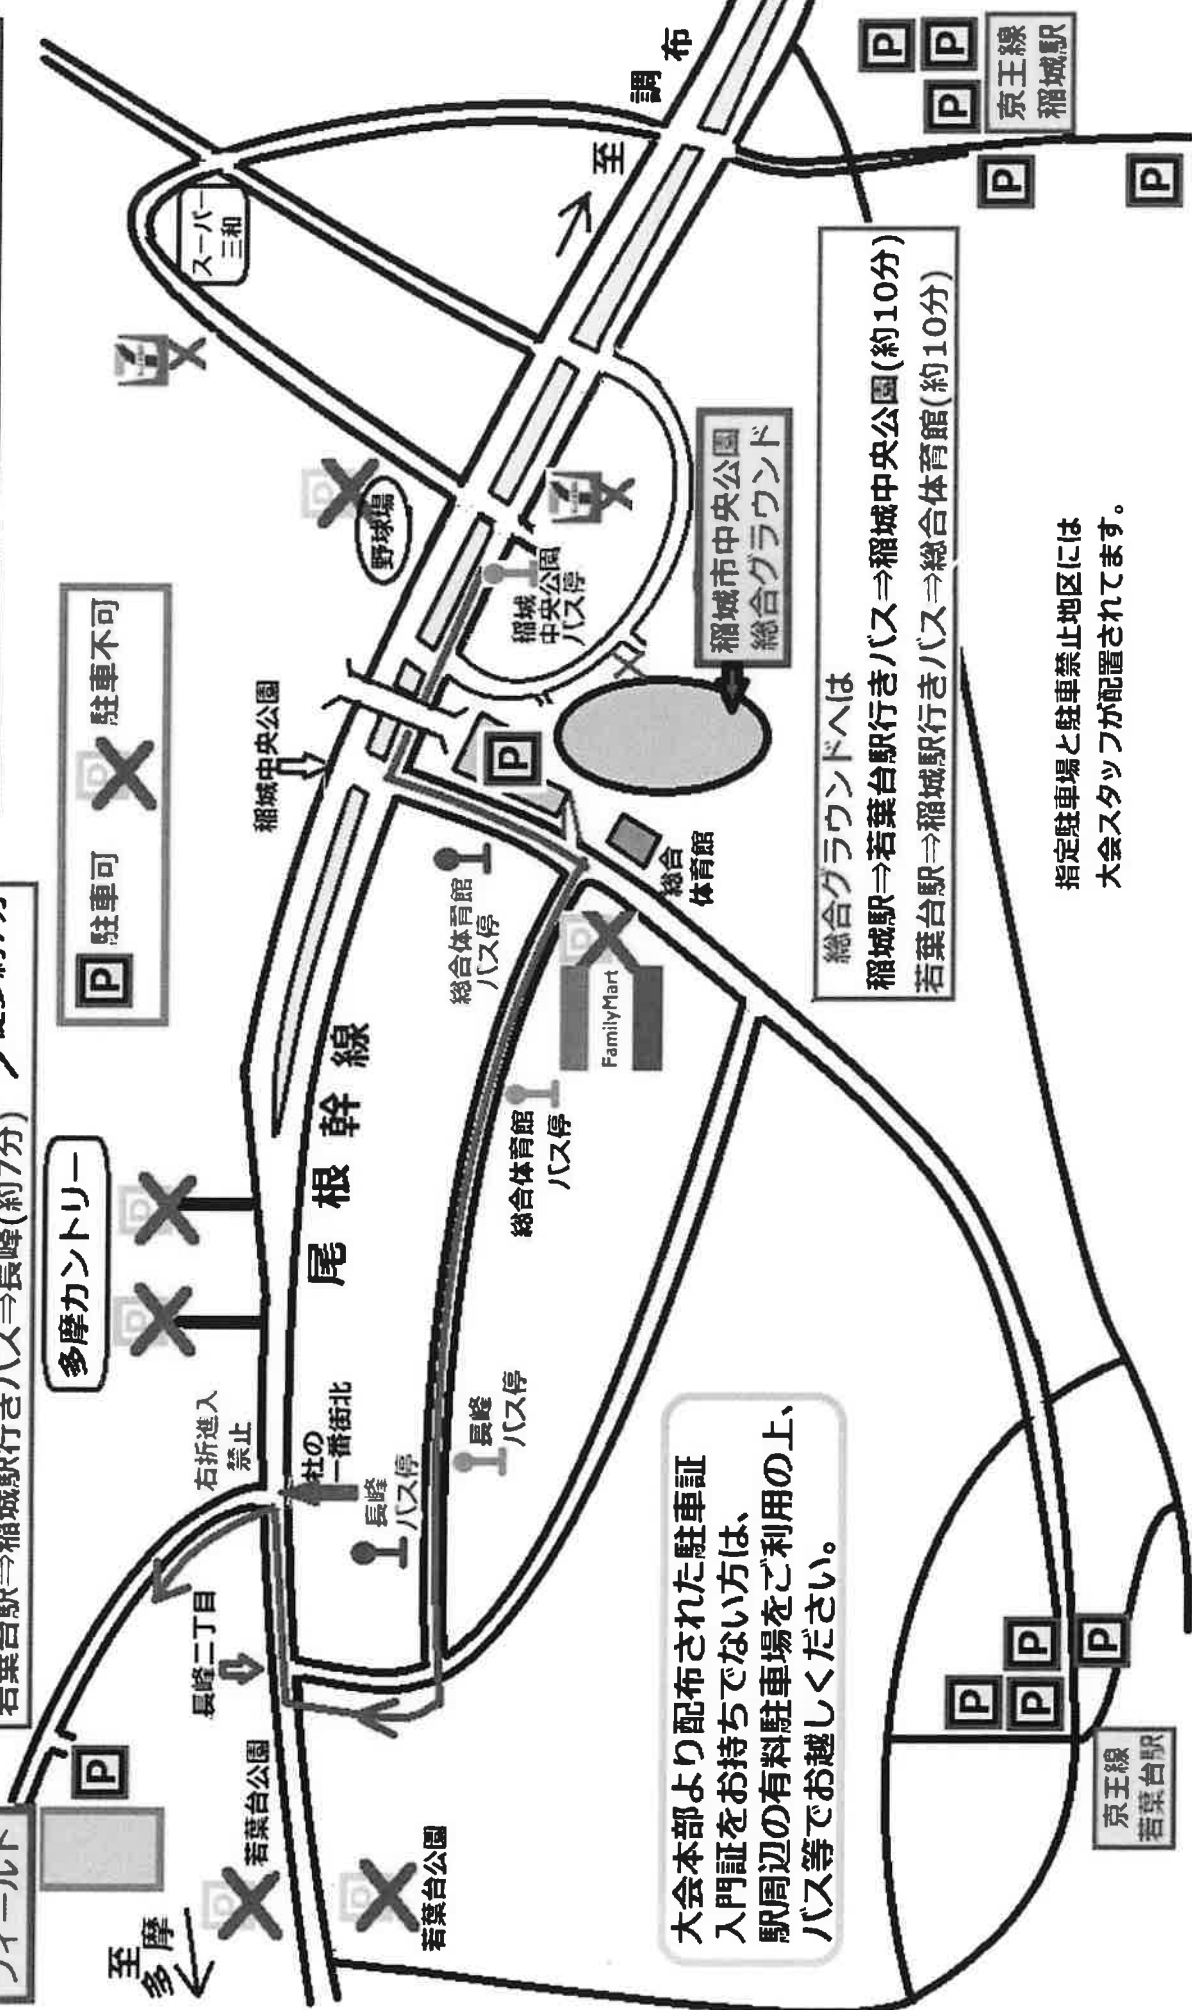 フィールド
若葉台駅⇒稲城駅行きバス⇒長峰(約7分)
多摩カントリー
P 駐車可 駐車不可
スーパー
三和
至
多摩
若葉台公園
若葉台公園
P
長峰二丁目
右折進入
禁止
杜の
一番街北
長峰
バス停
長峰
バス停
尾根幹線
稲城中央公園
野球場
総合体育館
バス停
総合体育館
バス停
FamilyMart
P
稲城
中央公園
バス停
総合
体育館
稲城市中央公園
総合グラウンド
至 調布
大会本部より配布された駐車証
入門証をお持ちでない方は、
駅周辺の有料駐車場をご利用の上、
バス等でお越しください。
総合グラウンドへは
稲城駅⇒若葉台駅行きバス⇒稲城中央公園(約10分)
若葉台駅⇒稲城駅行きバス⇒総合体育館(約10分)
指定駐車場と駐車禁止地区には
大会スタッフが配置されてます。
P
P
P
P
京王線
若葉台駅
P
P
P
P
P
京王線
稲城駅